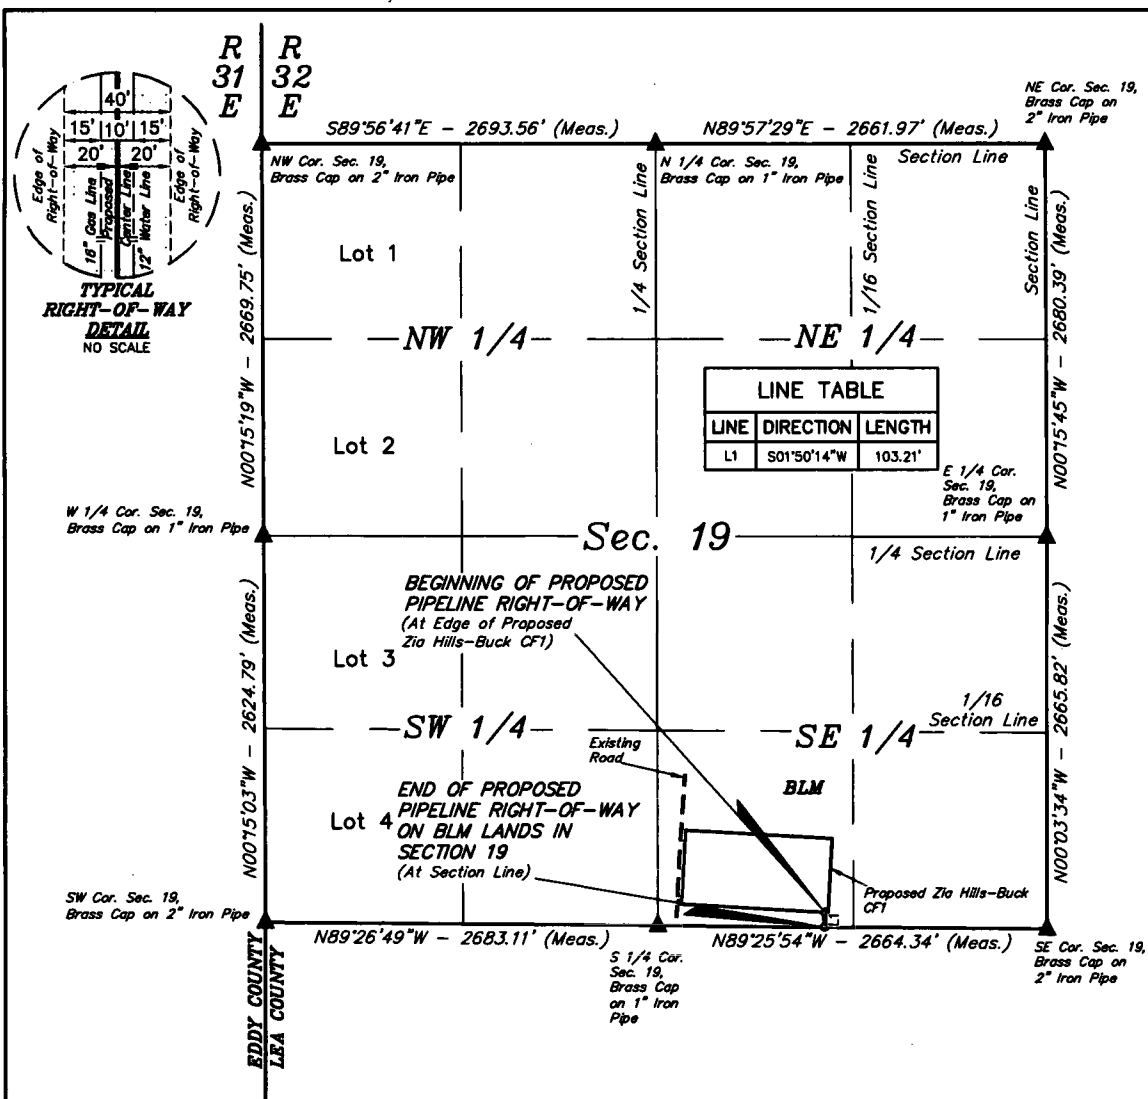 R
31
E
R
32
E
40'
15'
10'
15'
20'
20'
Edge of
Right-of-Way
16" Gas Line
Proposed
Center Line
12" Water Line
Edge of
Right-of-Way
TYPICAL
RIGHT-OF-WAY
DETAIL
NO SCALE
NE Cor. Sec. 19,
Brass Cap on
2" Iron Pipe
S89°56'41"E - 2693.56' (Meas.)
N89°57'29"E - 2661.97' (Meas.)
NW Cor. Sec. 19,
Brass Cap on 2" Iron Pipe
N 1/4 Cor. Sec. 19,
Brass Cap on 1" Iron Pipe
Section Line
1/4 Section Line
1/16 Section Line
Section Line
N00°15'19"W - 2669.75' (Meas.)
N00°15'45"W - 2680.39' (Meas.)
Lot 1
NW 1/4
NE 1/4
LINE TABLE
LINE DIRECTION LENGTH
L1 S01°50'14"W 103.21'
Lot 2
E 1/4 Cor.
Sec. 19,
Brass Cap on
1" Iron Pipe
W 1/4 Cor. Sec. 19,
Brass Cap on 1" Iron Pipe
Sec. 19
1/4 Section Line
BEGINNING OF PROPOSED
PIPELINE RIGHT-OF-WAY
(At Edge of Proposed
Zia Hills-Buck CF1)
N00°15'03"W - 2624.79' (Meas.)
N00°03'34"W - 2665.82' (Meas.)
Lot 3
1/16
Section Line
SW 1/4
SE 1/4
Existing
Road
BLM
END OF PROPOSED
PIPELINE RIGHT-OF-WAY
ON BLM LANDS IN
SECTION 19
(At Section Line)
Lot 4
Proposed Zia Hills-Buck
CF1
L1
SW Cor. Sec. 19,
Brass Cap on 2" Iron Pipe
N89°26'49"W - 2683.11' (Meas.)
N89°25'54"W - 2664.34' (Meas.)
S 1/4 Cor.
Sec. 19,
Brass Cap
on 1" Iron
Pipe
SE Cor. Sec. 19,
Brass Cap on
2" Iron Pipe
EDDY COUNTY
LEA COUNTY